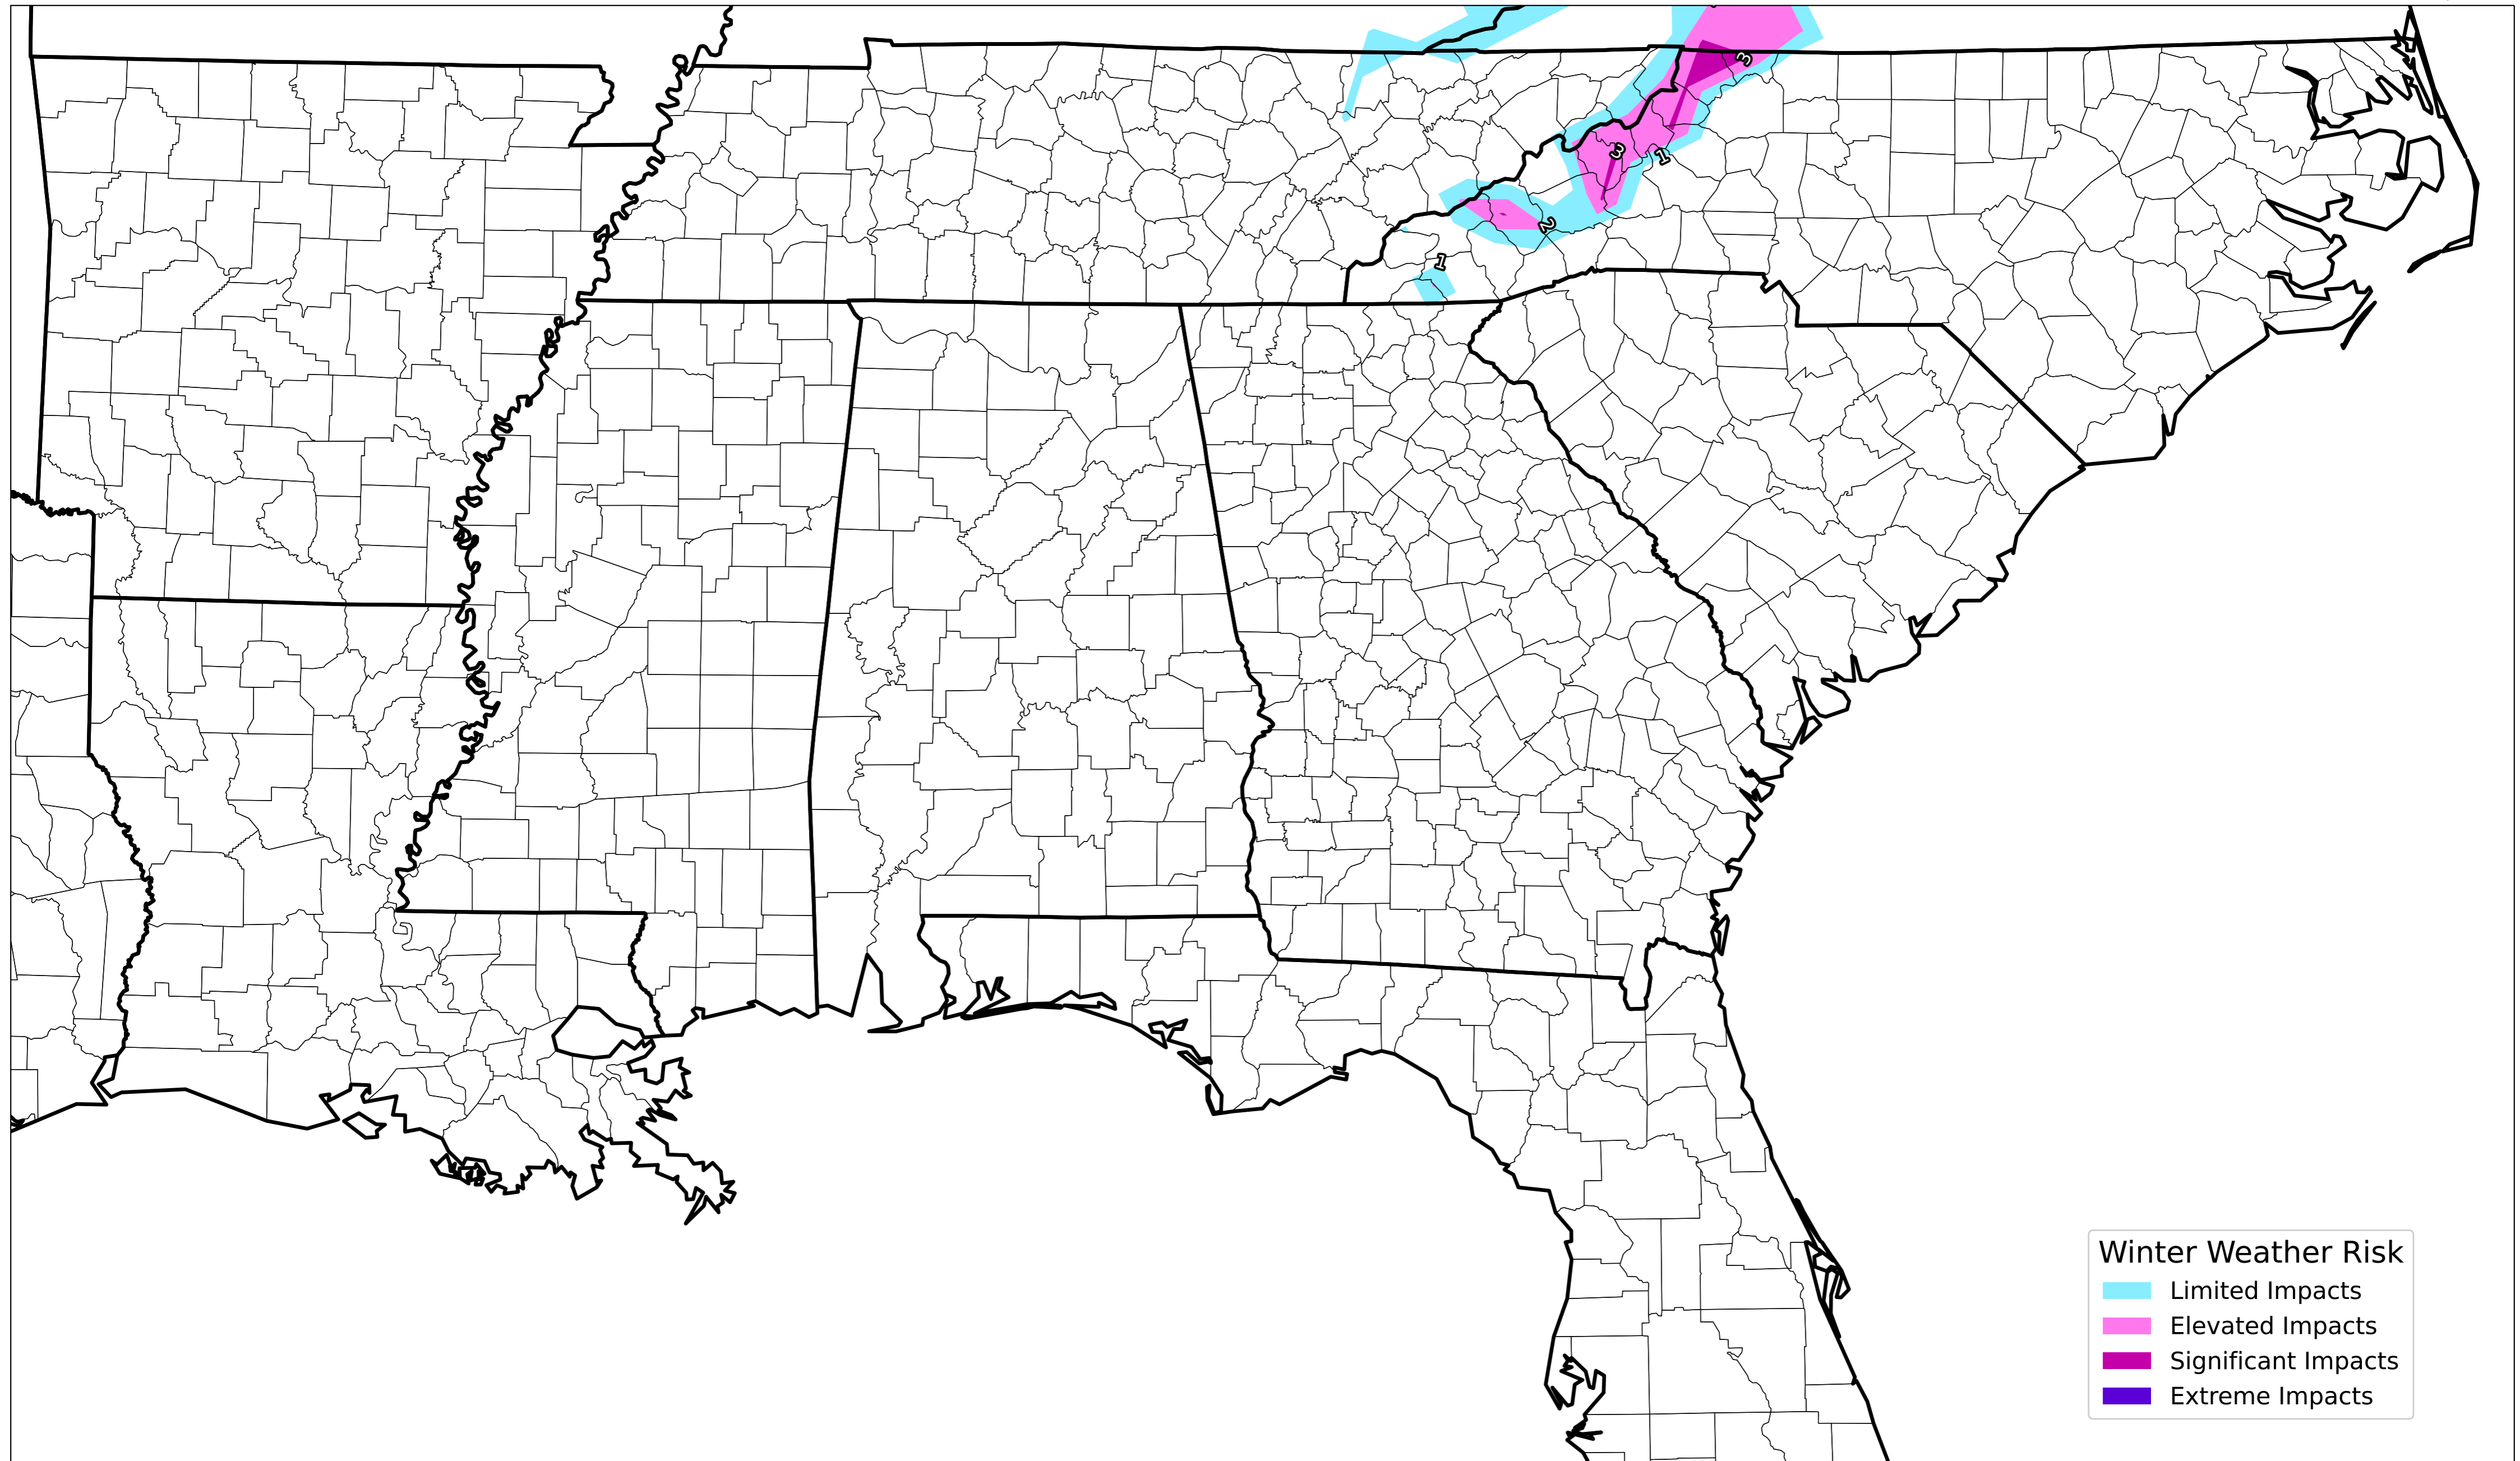 3
3
1
2
1
Winter Weather Risk
Limited Impacts
Elevated Impacts
Significant Impacts
Extreme Impacts